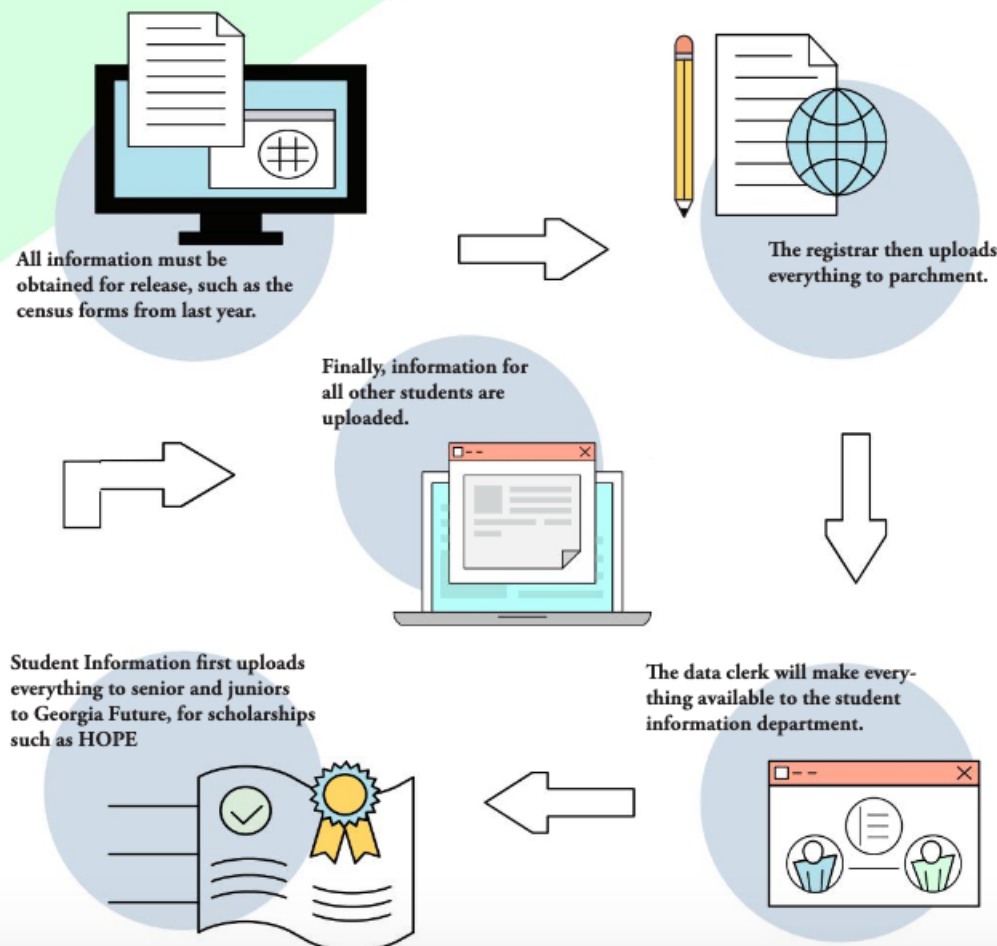 All information must be
obtained for release, such as the
census forms from last year.
The registrar then uploads
everything to parchment.
The data clerk will make every-
thing available to the student
information department.
Student Information first uploads
everything to senior and juniors
to Georgia Future, for scholarships
such as HOPE
Finally, information for
all other students are
uploaded.